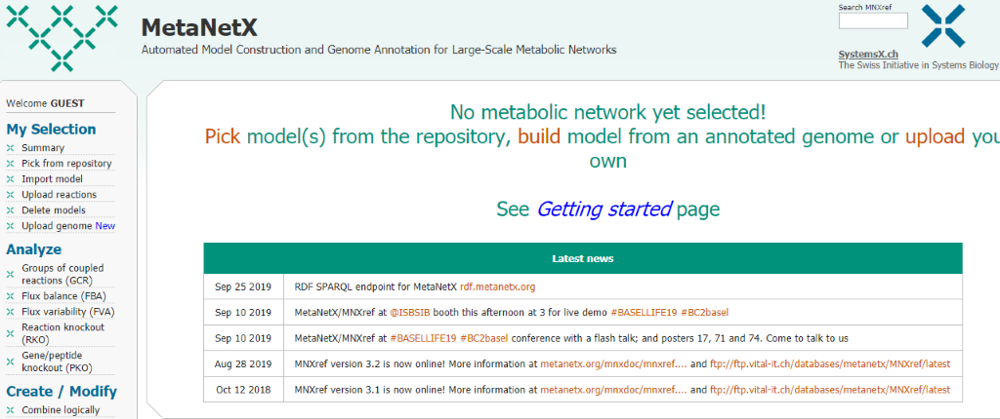 MetaNetX
Automated Model Construction and Genome Annotation for Large-Scale Metabolic Networks
Search MNXref
SystemsX.ch
The Swiss Initiative in Systems Biology
Welcome GUEST
My Selection
Summary
Pick from repository
Import model
Upload reactions
Delete models
Upload genome New
Analyze
Groups of coupled
reactions (GCR)
Flux balance (FBA)
Flux variability (FVA)
Reaction knockout
(RKO)
Gene/peptide
knockout (PKO)
Create / Modify
Combine logically
No metabolic network yet selected!
Pick model(s) from the repository, build model from an annotated genome or upload you
own
See Getting started page
Latest news
Sep 25 2019 RDF SPARQL endpoint for MetaNetX rdf.metanetx.org
Sep 10 2019 MetaNetX/MNXref at @ISBSIB booth this afternoon at 3 for live demo #BASELLIFE19 #BC2basel
Sep 10 2019 MetaNetX/MNXref at #BASELLIFE19 #BC2basel conference with a flash talk; and posters 17, 71 and 74. Come to talk to us
Aug 28 2019 MNXref version 3.2 is now online! More information at metanetx.org/mnxdoc/mnxref.... and ftp://ftp.vital-it.ch/databases/metanetx/MNXref/latest
Oct 12 2018 MNXref version 3.1 is now online! More information at metanetx.org/mnxdoc/mnxref.... and ftp://ftp.vital-it.ch/databases/metanetx/MNXref/latest